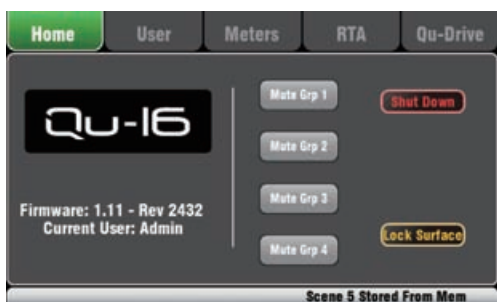 Home User Meters RTA Qu-Drive
Qu-16
Firmware: 1.11 - Rev 2432
Current User: Admin
Mute Grp 1
Mute Grp 2
Mute Grp 3
Mute Grp 4
Shut Down
Lock Surface
Scene 5 Stored From Mem